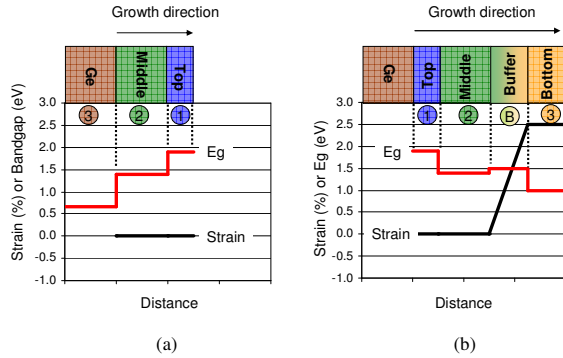 Growth direction
Ge
Middle
Top
3
2
1
3.0
2.5
2.0
1.5
1.0
0.5
0.0
-0.5
-1.0
Strain (%) or Bandgap (eV)
Eg
Strain
Distance
(a)
Growth direction
Ge
Top
Middle
Buffer
Bottom
1
2
B
3
3.0
2.5
2.0
1.5
1.0
0.5
0.0
-0.5
-1.0
Strain (%) or Eg (eV)
Eg
Strain
Distance
(b)